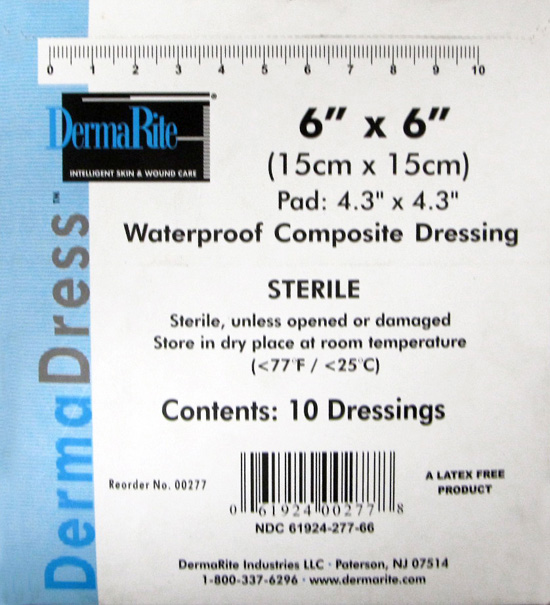 0 1 2 3 4 5 6 7 8 9 10
DermaRite®
INTELLIGENT SKIN & WOUND CARE
DermaDress™
6" x 6"
(15cm x 15cm)
Pad: 4.3" x 4.3"
Waterproof Composite Dressing
STERILE
Sterile, unless opened or damaged
Store in dry place at room temperature
(<77°F / <25°C)
Contents: 10 Dressings
Reorder No. 00277
A LATEX FREE
PRODUCT
0 61924 00277 8
NDC 61924-277-66
DermaRite Industries LLC · Paterson, NJ 07514
1-800-337-6296 · www.dermarite.com